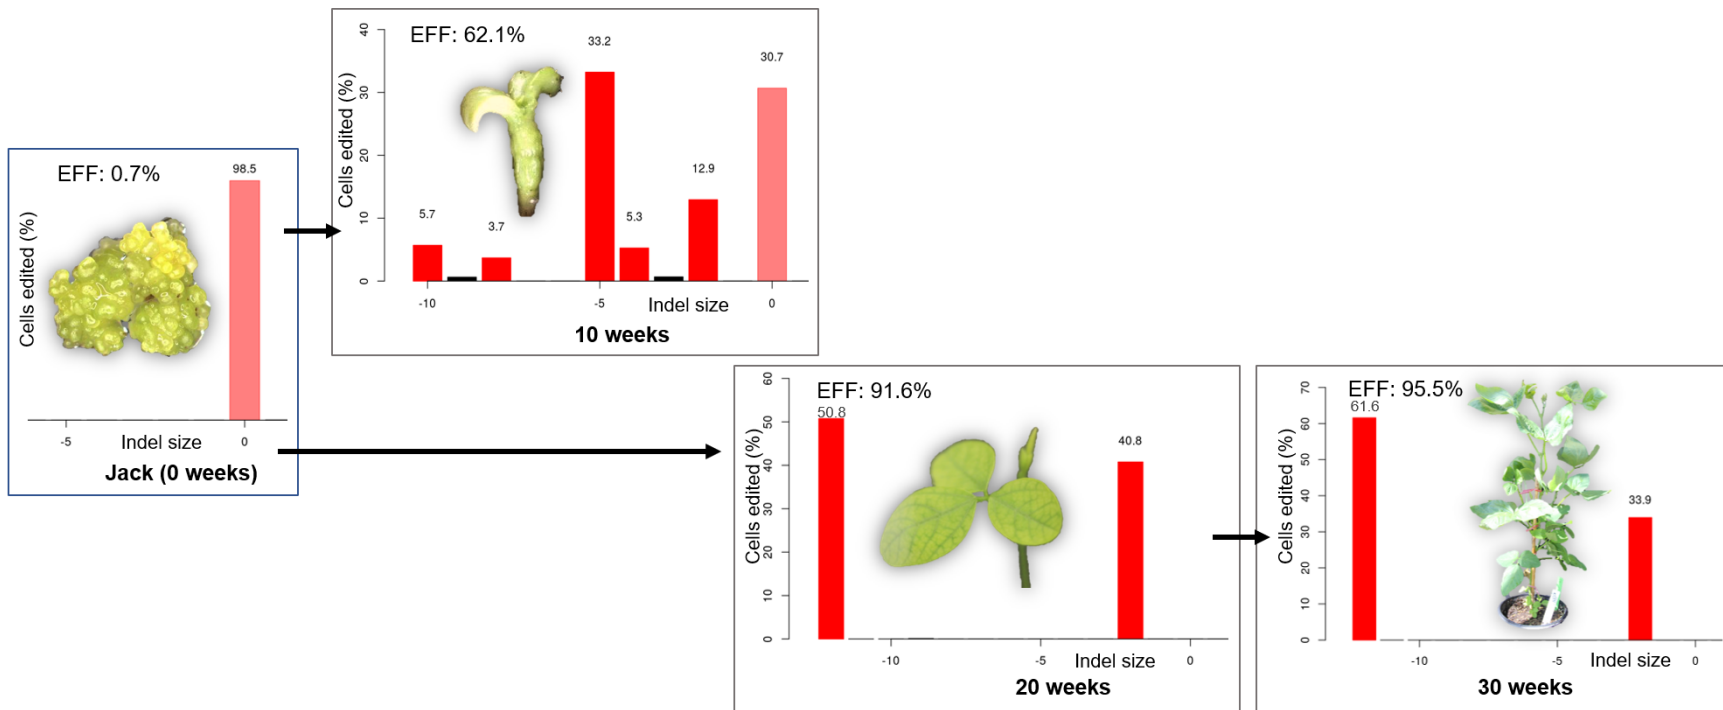 EFF: 0.7%
98.5
Cells edited (%)
-5
Indel size
0
Jack (0 weeks)
EFF: 62.1%
40
30
20
10
0
Cells edited (%)
5.7
3.7
33.2
5.3
12.9
30.7
-10
-5
Indel size
0
10 weeks
EFF: 91.6%
60
50
40
30
20
10
0
Cells edited (%)
50.8
40.8
-10
-5
Indel size
0
20 weeks
EFF: 95.5%
70
60
50
40
30
20
10
0
Cells edited (%)
61.6
33.9
-10
-5
Indel size
0
30 weeks